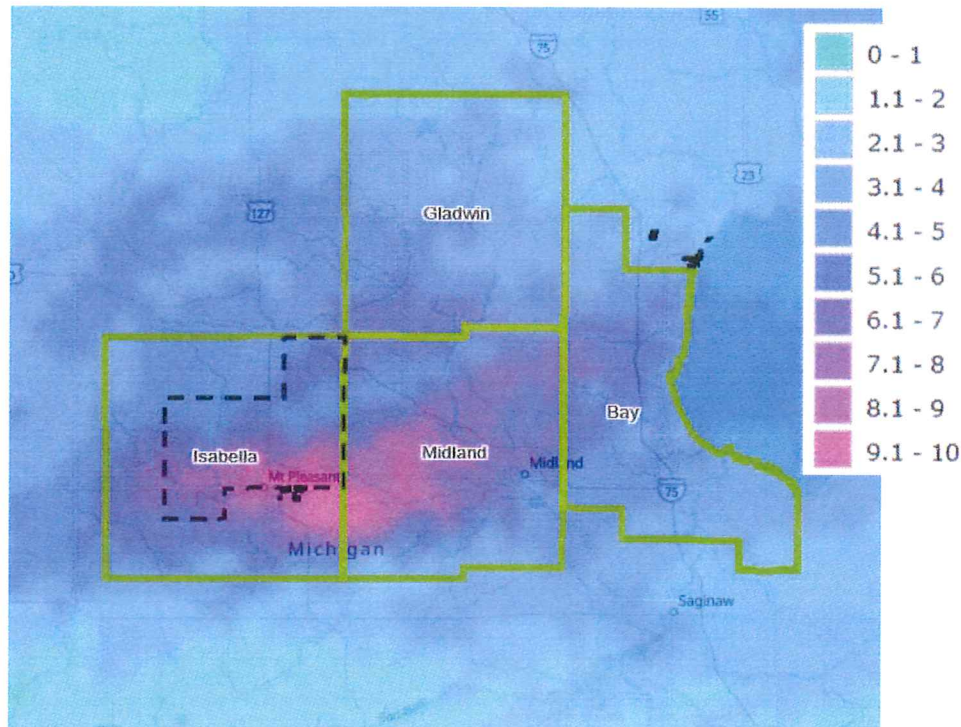 55
75
23
127
Gladwin
Bay
Isabella
Mt Pleasant
Midland
Midland
75
Michigan
Saginaw
0 - 1
1.1 - 2
2.1 - 3
3.1 - 4
4.1 - 5
5.1 - 6
6.1 - 7
7.1 - 8
8.1 - 9
9.1 - 10